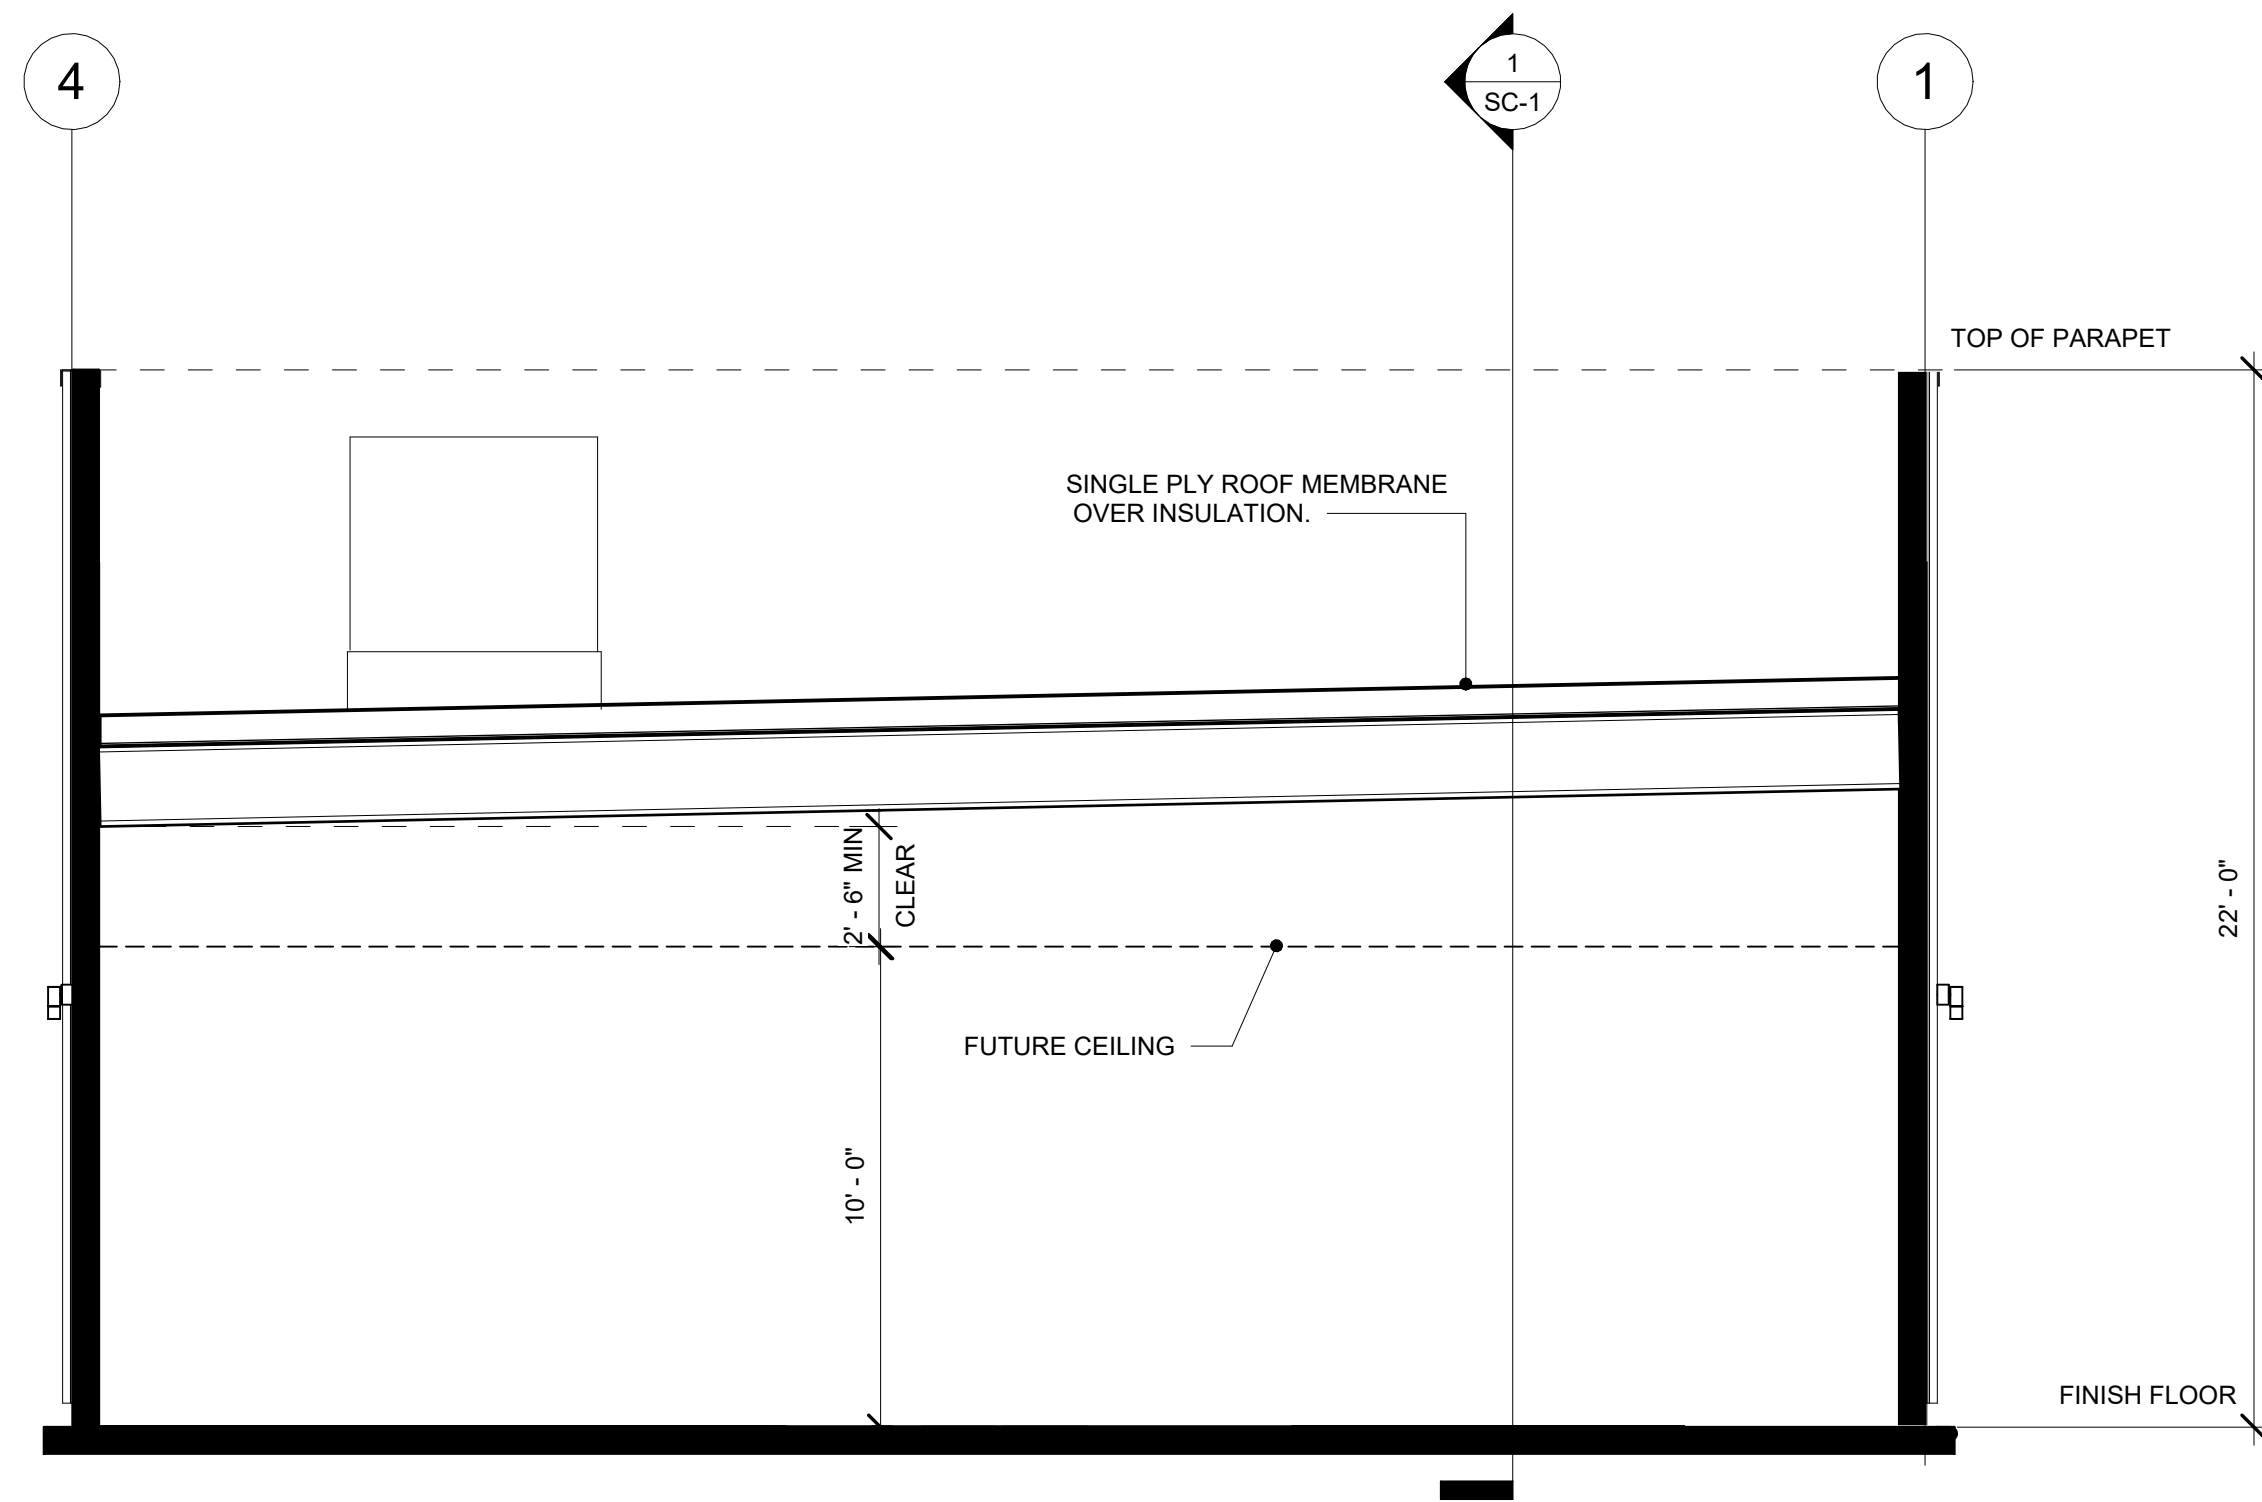 4
1
SC-1
1
TOP OF PARAPET
SINGLE PLY ROOF MEMBRANE
OVER INSULATION.
2' - 6" MIN
CLEAR
22' - 0"
FUTURE CEILING
10' - 0"
FINISH FLOOR